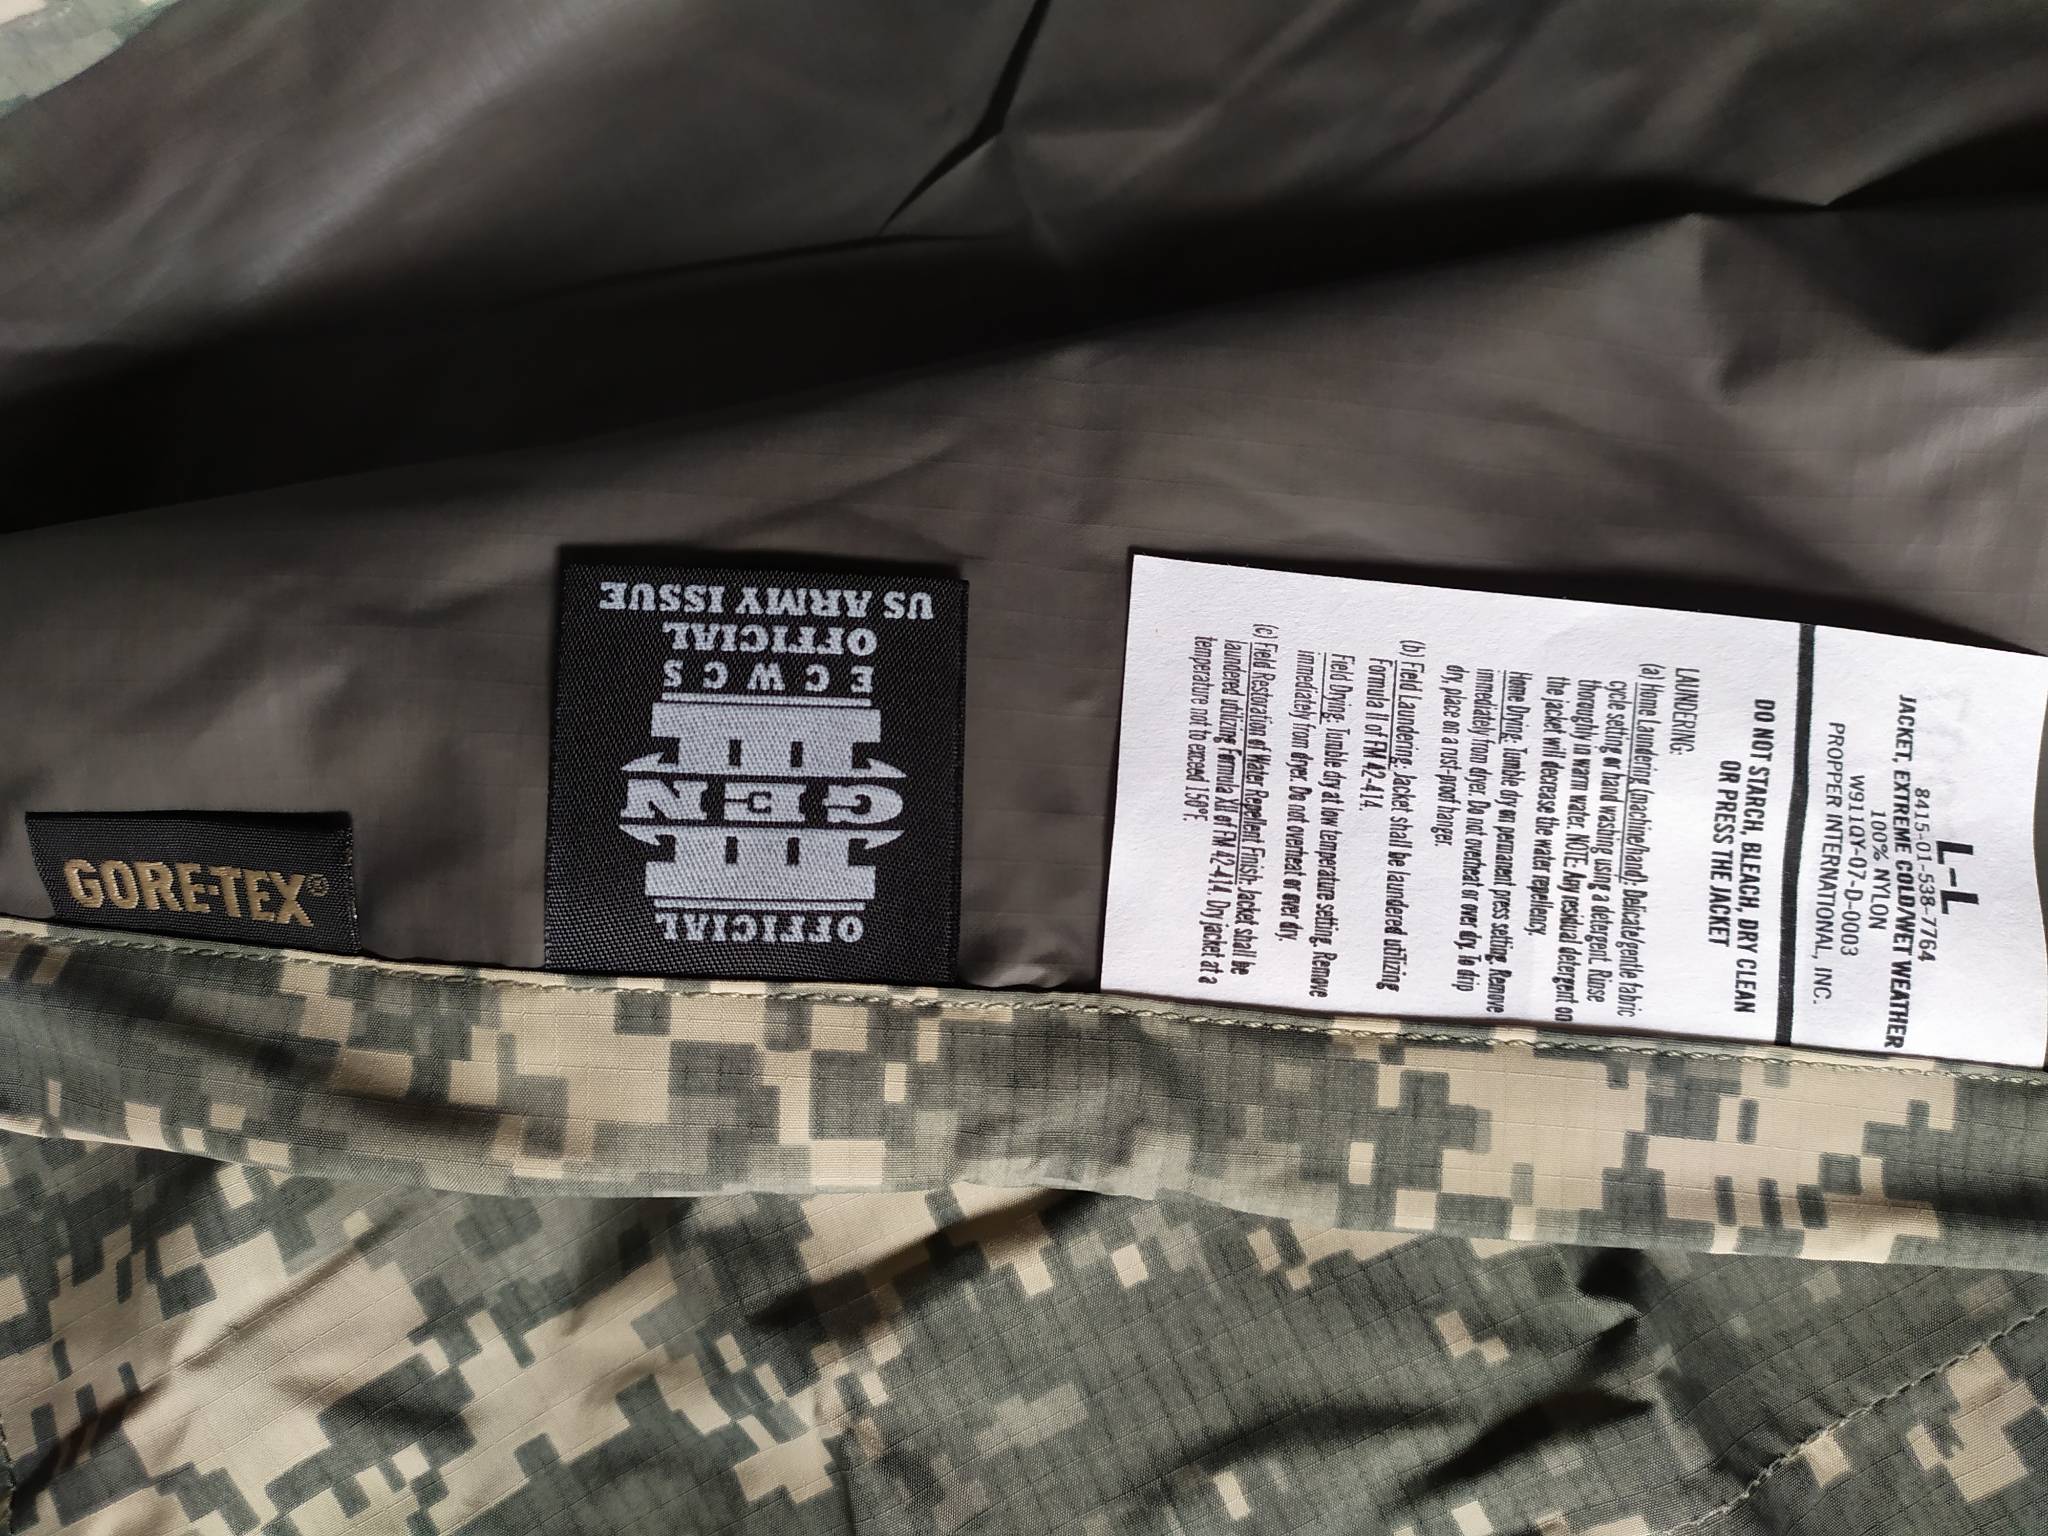 GORE-TEX®
OFFICIAL
III
GEN
III
E C W C S
OFFICIAL
US ARMY ISSUE
L-L
8415-01-538-7764
JACKET, EXTREME COLD/WET WEATHER
100% NYLON
W911QY-07-D-0003
PROPPER INTERNATIONAL, INC.
DO NOT STARCH, BLEACH, DRY CLEAN
OR PRESS THE JACKET
LAUNDERING:
(a) Home Laundering (machine/hand): Delicate/gentle fabric
cycle setting or hand washing using a detergent. Rinse
thoroughly in warm water. NOTE: Any residual detergent on
the jacket will decrease the water repellency.
Home Drying: Tumble dry on permanent press setting. Remove
immediately from dryer. Do not overheat or over dry. To drip
dry, place on a rust-proof hanger.
(b) Field Laundering: Jacket shall be laundered utilizing
Formula II of FM 42-414.
Field Drying: Tumble dry at low temperature setting. Remove
immediately from dryer. Do not overheat or over dry.
(c) Field Restoration of Water Repellent Finish: Jacket shall be
laundered utilizing Formula XII of FM 42-414. Dry jacket at a
temperature not to exceed 150°F.